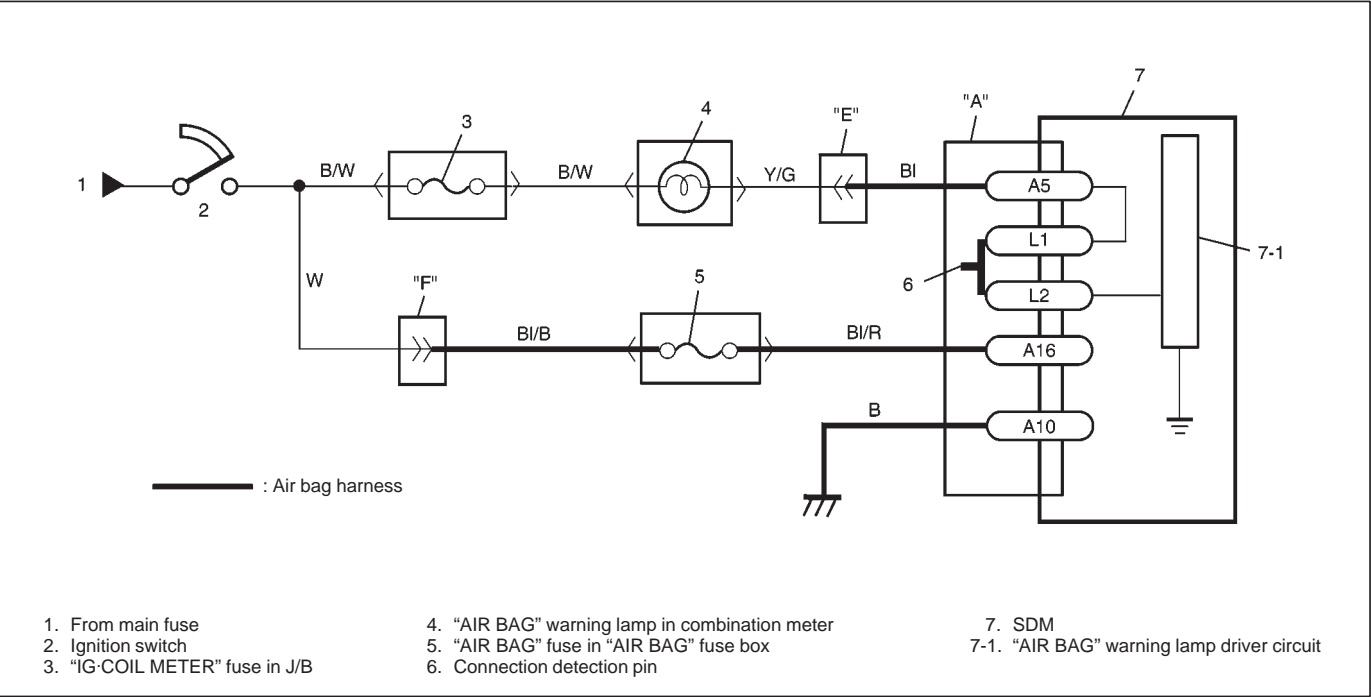 7
"A"
4
"E"
3
B/W
B/W
Y/G
Bl
A5
1
2
L1
7-1
6
L2
W
"F"
5
Bl/B
Bl/R
A16
B
A10
: Air bag harness
1. From main fuse
2. Ignition switch
3. “IG·COIL METER” fuse in J/B
4. “AIR BAG” warning lamp in combination meter
5. “AIR BAG” fuse in “AIR BAG” fuse box
6. Connection detection pin
7. SDM
7-1. “AIR BAG” warning lamp driver circuit